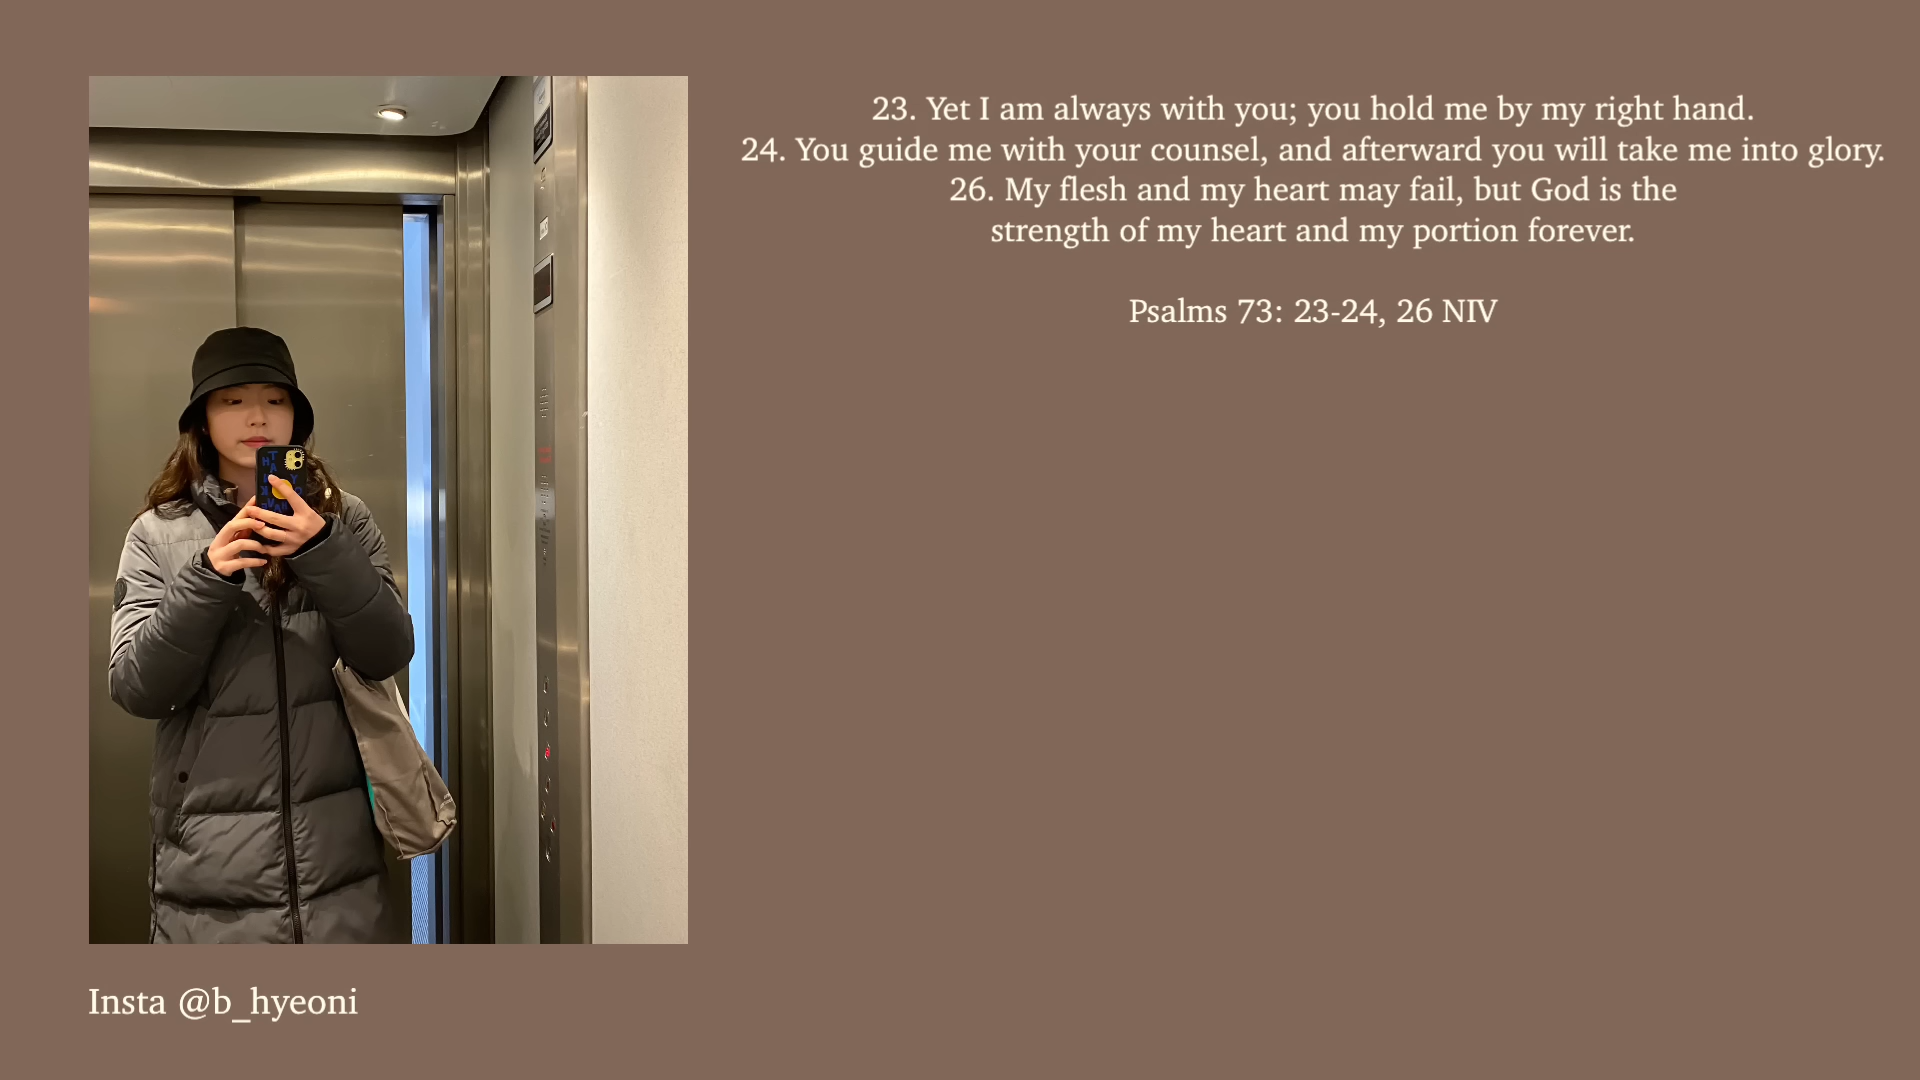 23. Yet I am always with you; you hold me by my right hand.
24. You guide me with your counsel, and afterward you will take me into glory.
26. My flesh and my heart may fail, but God is the
strength of my heart and my portion forever.
Psalms 73: 23-24, 26 NIV
Insta @b_hyeoni